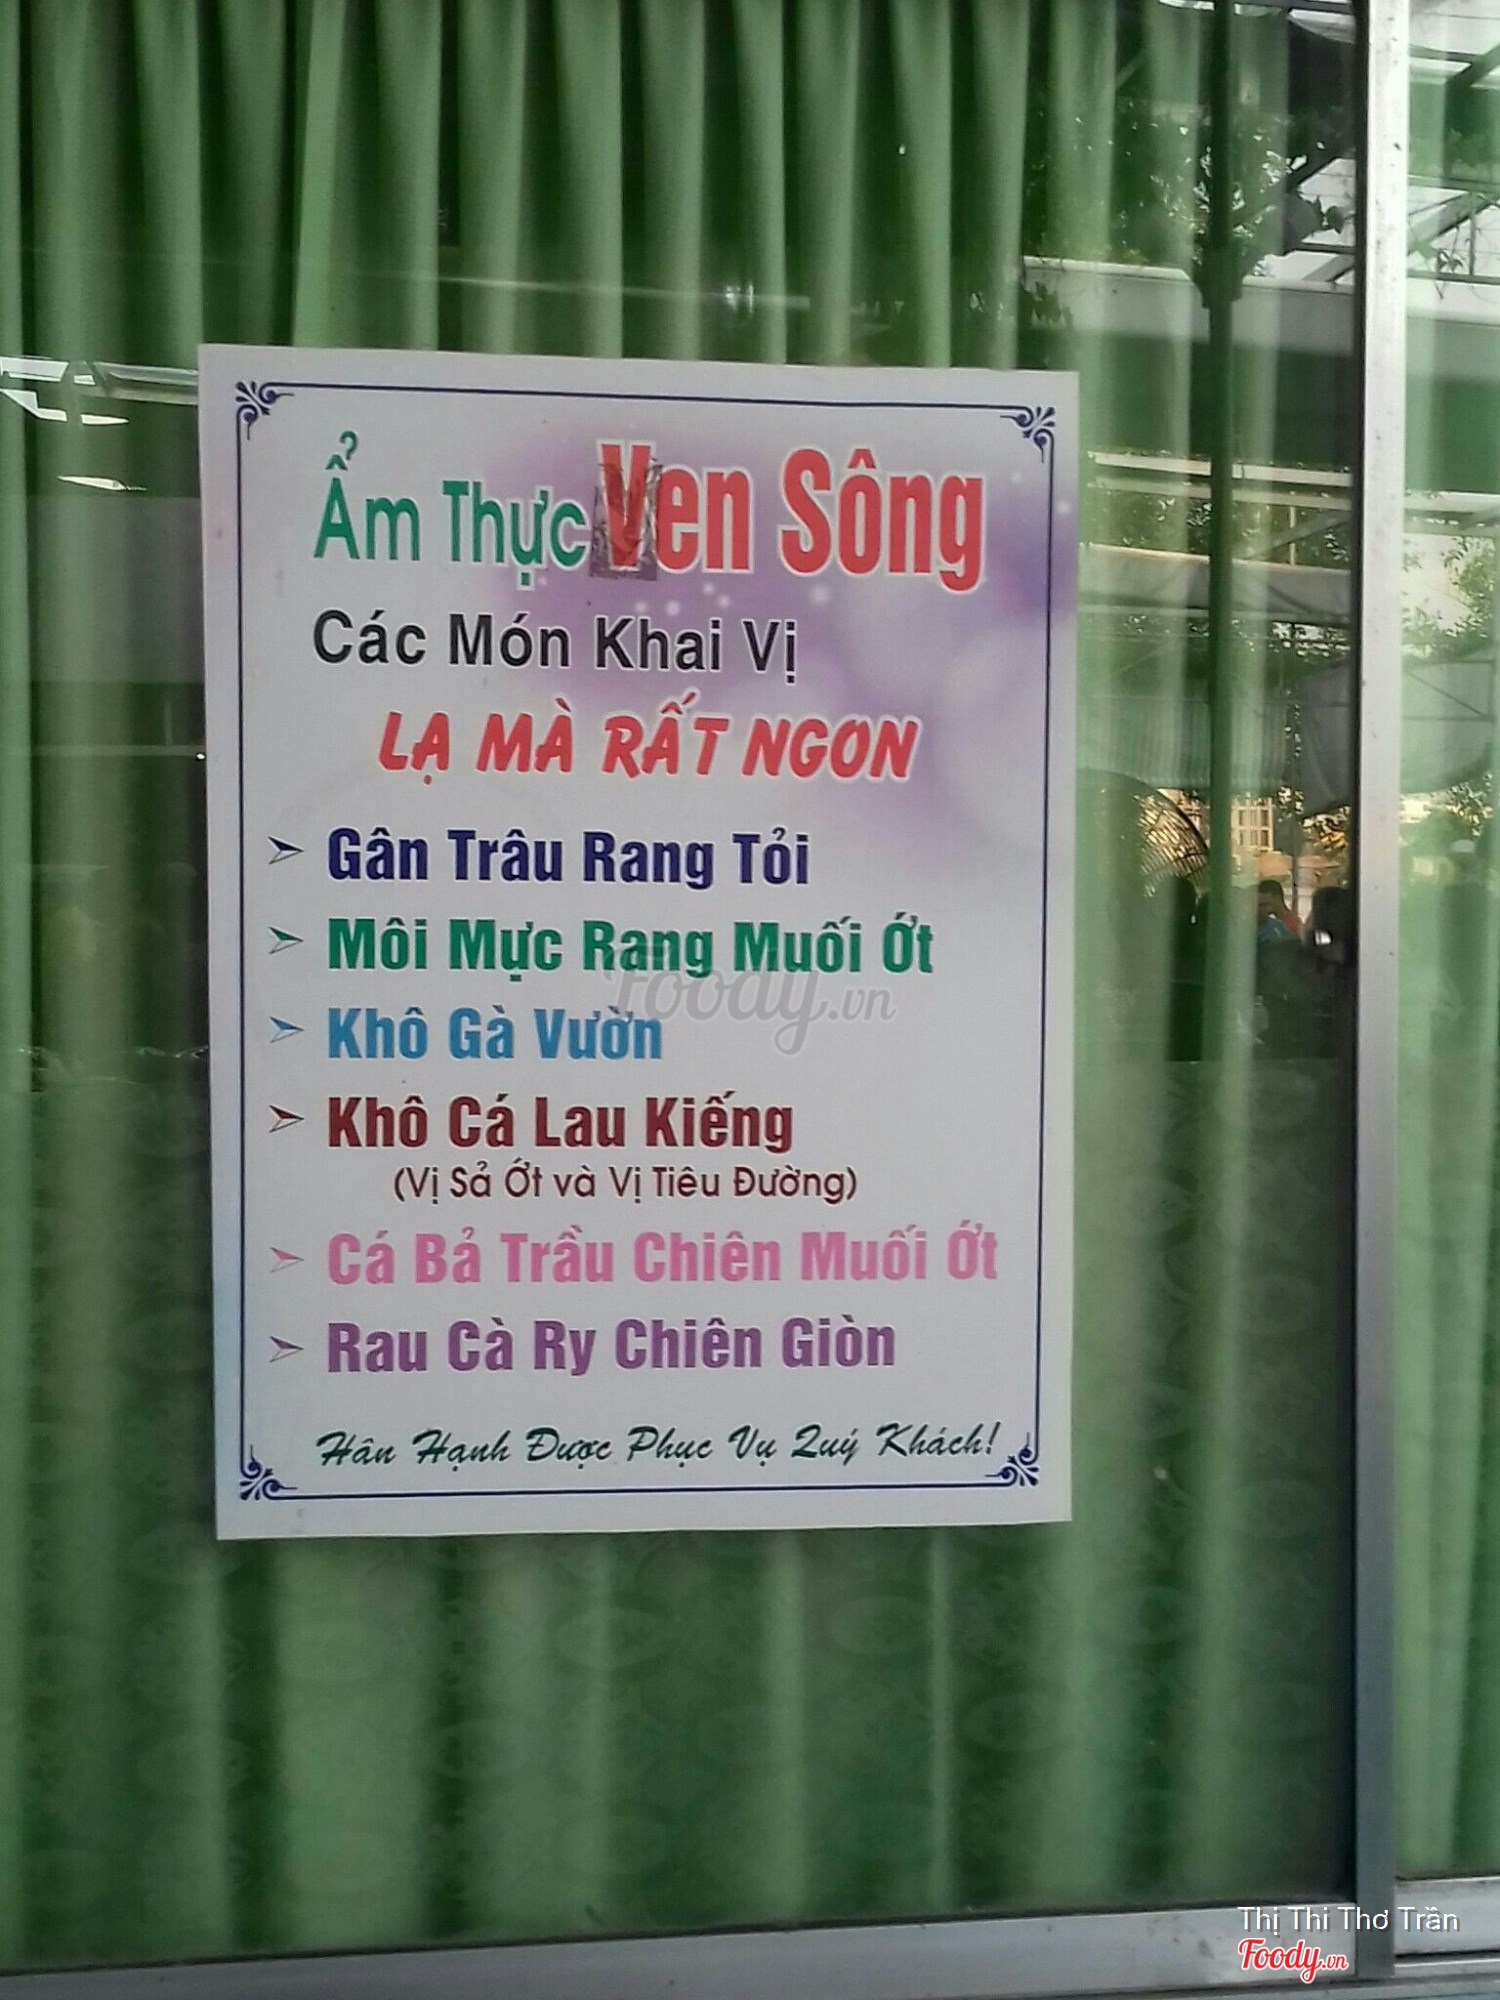 Ẩm Thực Ven Sông
Các Món Khai Vị
LẠ MÀ RẤT NGON
Gân Trâu Rang Tỏi
Môi Mực Rang Muối Ớt
Khô Gà Vườn
Khô Cá Lau Kiếng
(Vị Sả Ớt và Vị Tiêu Đường)
Cá Bả Trầu Chiên Muối Ớt
Rau Cà Ry Chiên Giòn
Hân Hạnh Được Phục Vụ Quý Khách!
Foody.vn
Thị Thi Thơ Trần
Foody.vn